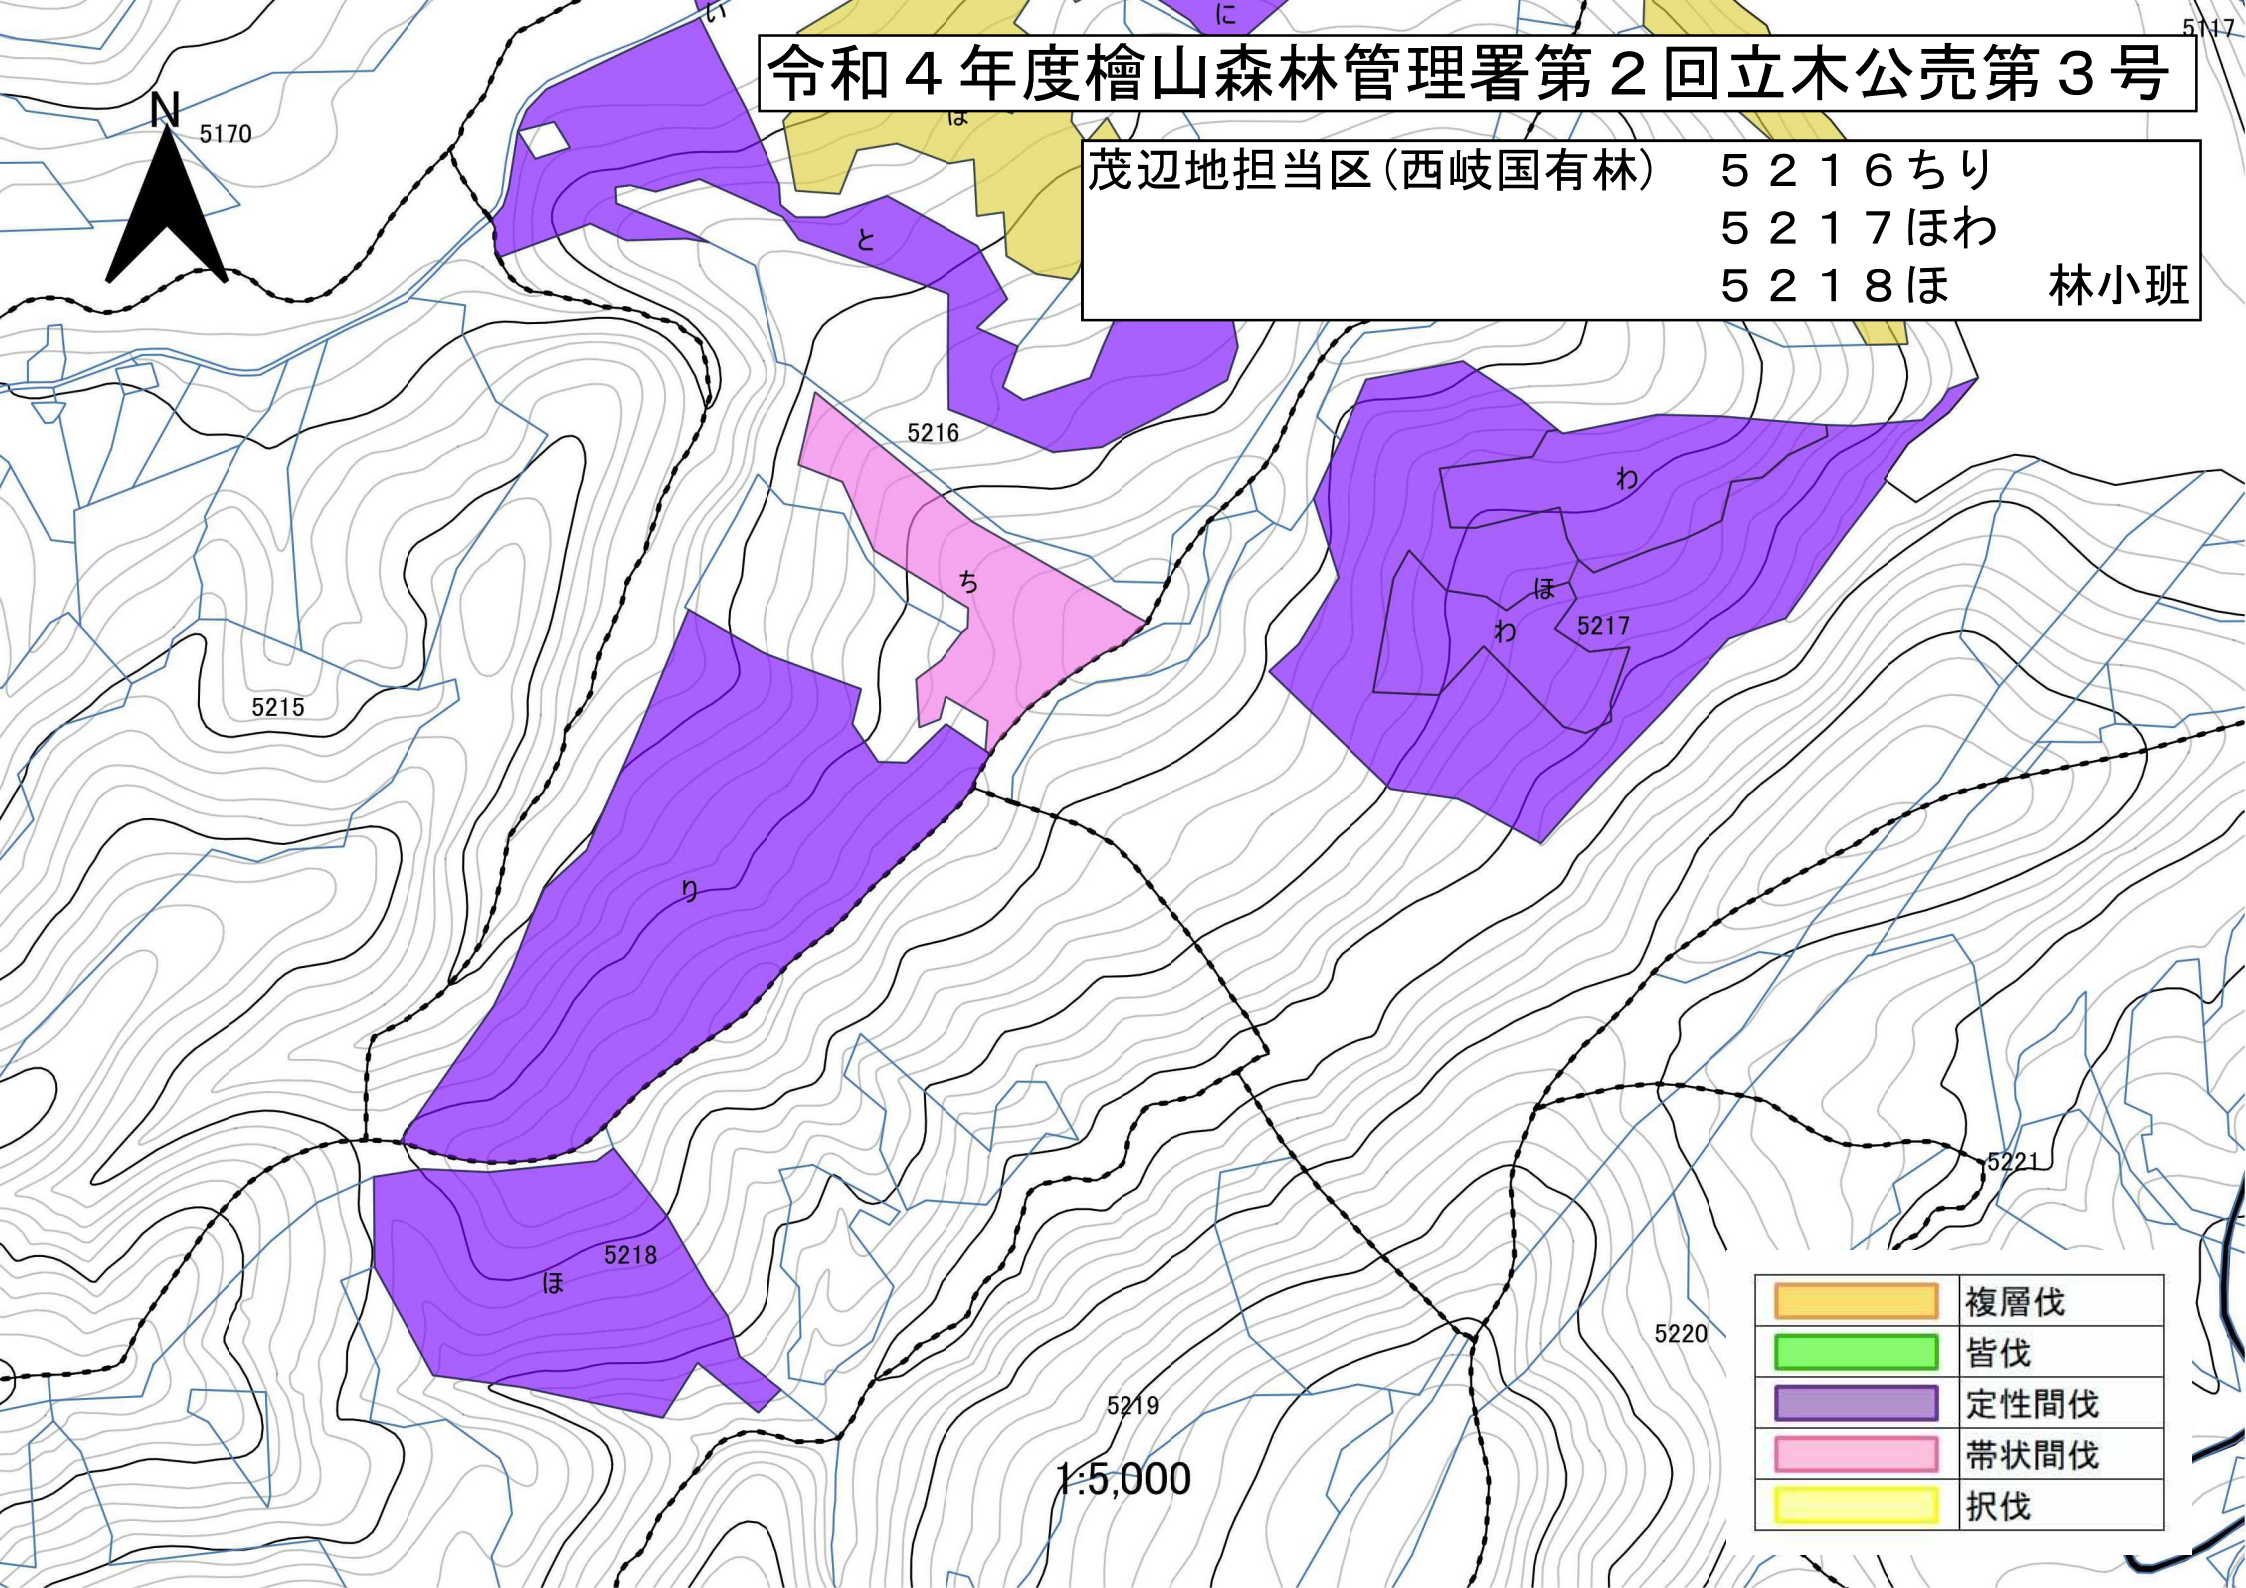 い
に
5117
令和４年度檜山森林管理署第２回立木公売第３号
N
5170
ほ
茂辺地担当区(西岐国有林)　５２１６ちり
５２１７ほわ
５２１８ほ　　林小班
と
5216
わ
ち
ほ
わ
5217
5215
り
5221
5218
ほ
複層伐
皆伐
5220
定性間伐
5219
帯状間伐
1:5,000
択伐